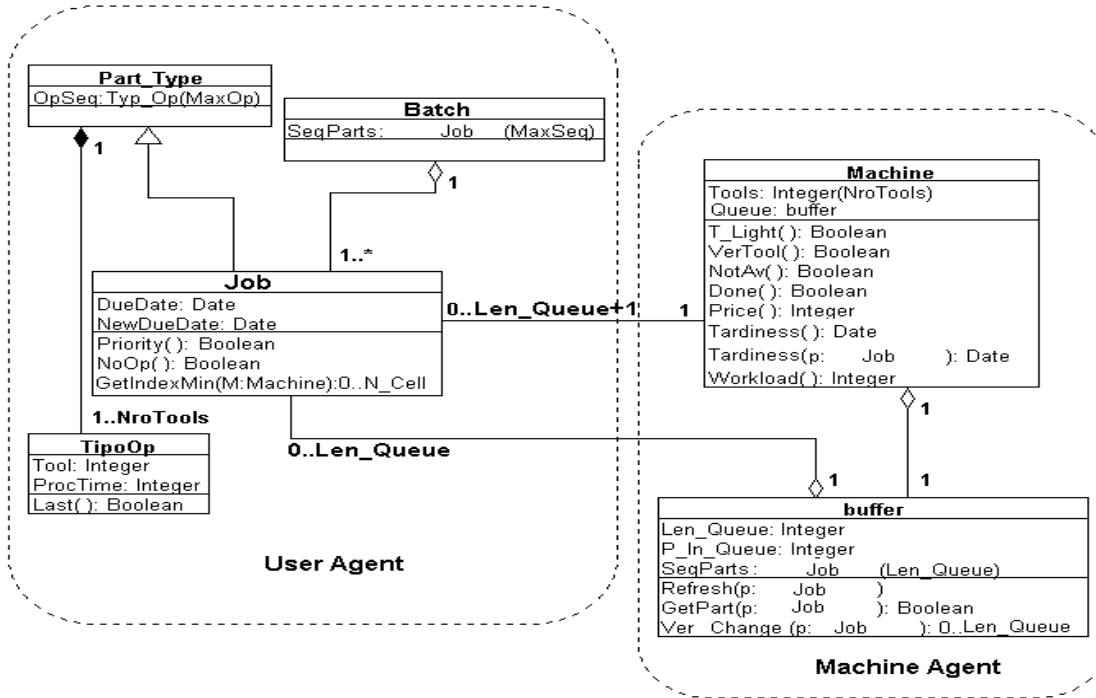 Part_Type
OpSeq:Typ_Op(MaxOp)
1
Batch
SeqParts: Job (MaxSeq)
1
1..*
Job
DueDate: Date
NewDueDate: Date
Priority( ): Boolean
NoOp( ): Boolean
GetIndexMin(M:Machine):0..N_Cell
0..Len_Queue+1
1
1..NroTools
TipoOp
Tool: Integer
ProcTime: Integer
Last( ): Boolean
0..Len_Queue
User Agent
Machine
Tools: Integer(NroTools)
Queue: buffer
T_Light( ): Boolean
VerTool( ): Boolean
NotAv( ): Boolean
Done( ): Boolean
Price( ): Integer
Tardiness( ): Date
Tardiness(p: Job ): Date
Workload( ): Integer
1
1
1
buffer
Len_Queue: Integer
P_In_Queue: Integer
SeqParts: Job (Len_Queue)
Refresh(p: Job )
GetPart(p: Job ): Boolean
Ver_Change (p: Job ): 0..Len_Queue
Machine Agent